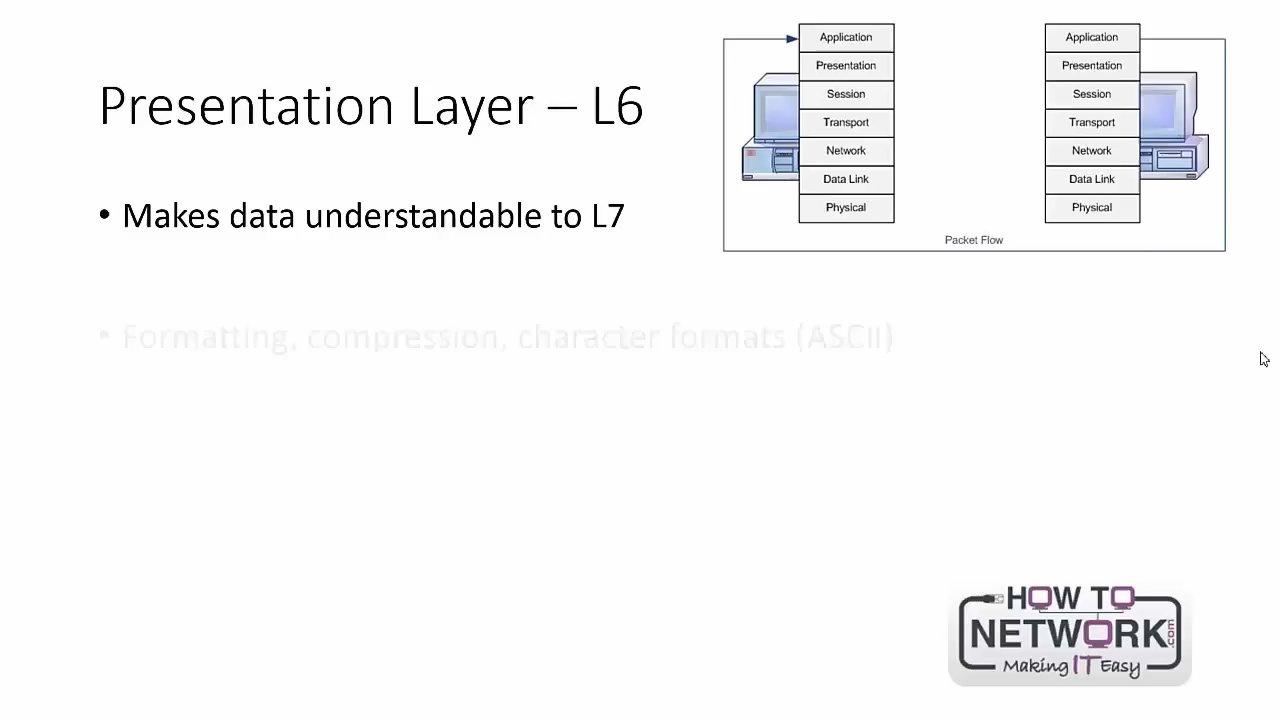 Presentation Layer – L6
• Makes data understandable to L7
• Formatting, compression, character formats (ASCII)
Application
Presentation
Session
Transport
Network
Data Link
Physical
Application
Presentation
Session
Transport
Network
Data Link
Physical
Packet Flow
HOW TO
NETWORK.com
Making IT Easy